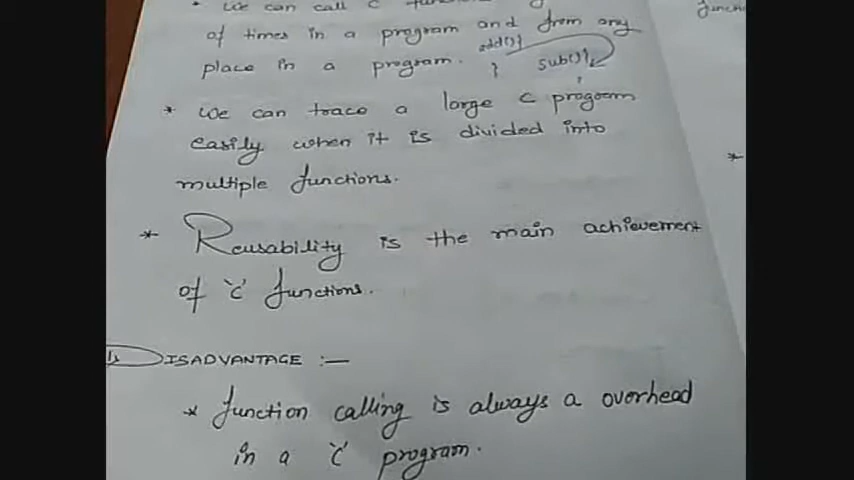 * We can call C
of times in a program and from any
add(){
place in a program.
} sub(){
* We can trace a large C program
easily when it is divided into
multiple functions.
* Reusability is the main achievement
of 'c' functions.
DISADVANTAGE :-
* function calling is always a overhead
in a 'c' program.
*